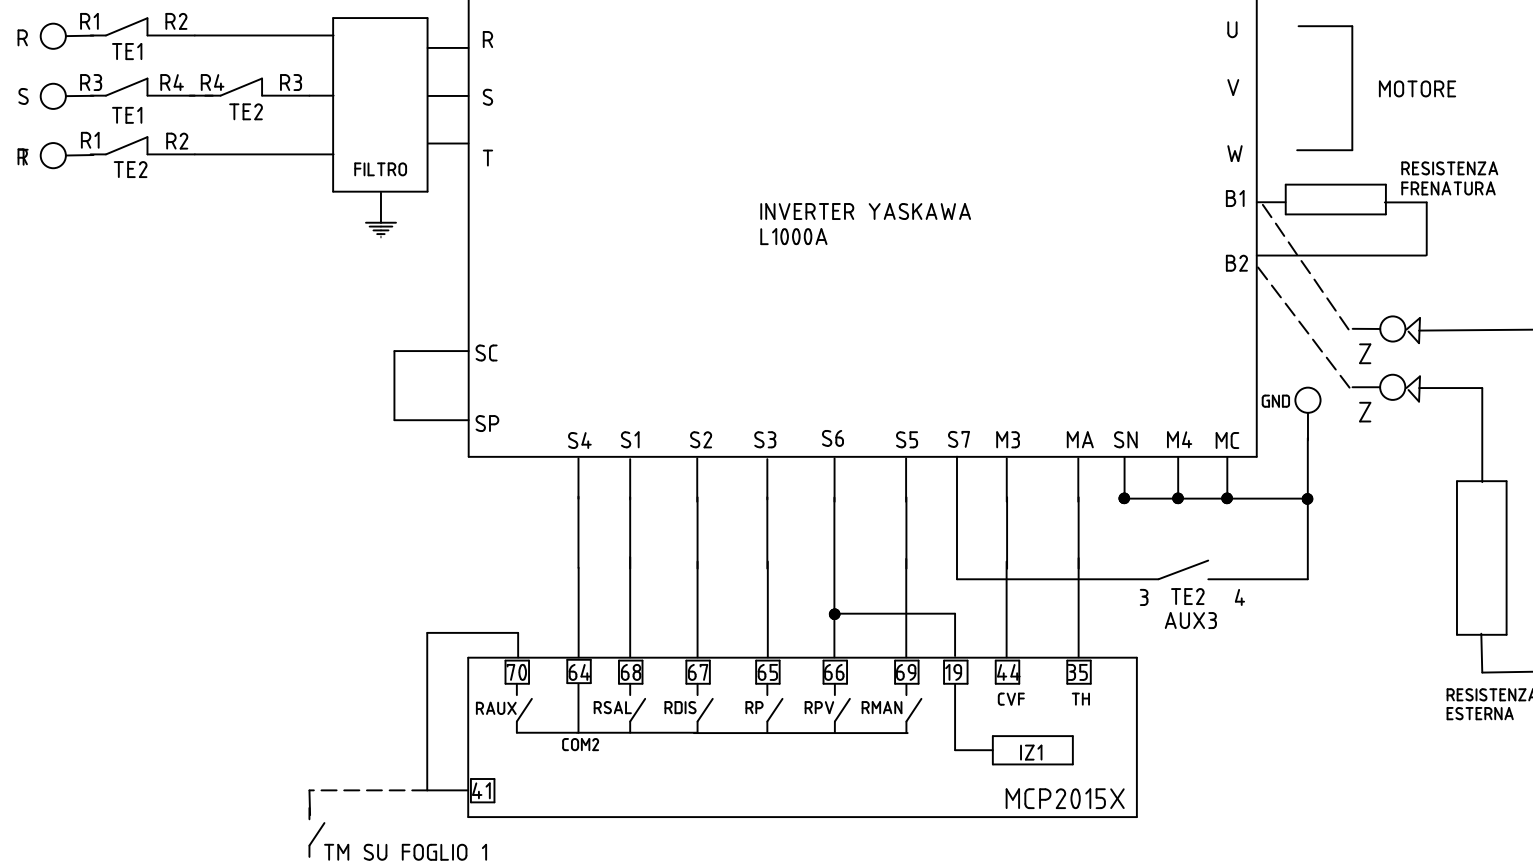 R R1 R2
TE1
S R3 R4 R4 R3
TE1 TE2
R1 R2
TE2
FILTRO
R
S
T
SC
SP
INVERTER YASKAWA
L1000A
U
V
W
B1
B2
MOTORE
RESISTENZA
FRENATURA
Z
Z
GND
S4 S1 S2 S3 S6 S5 S7 M3 MA SN M4 MC
3 TE2 4
AUX3
RESISTENZA
ESTERNA
70 64 68 67 65 66 69 19 44 35
CVF TH
RAUX RSAL RDIS RP RPV RMAN
COM2
IZ1
41
MCP2015X
TM SU FOGLIO 1